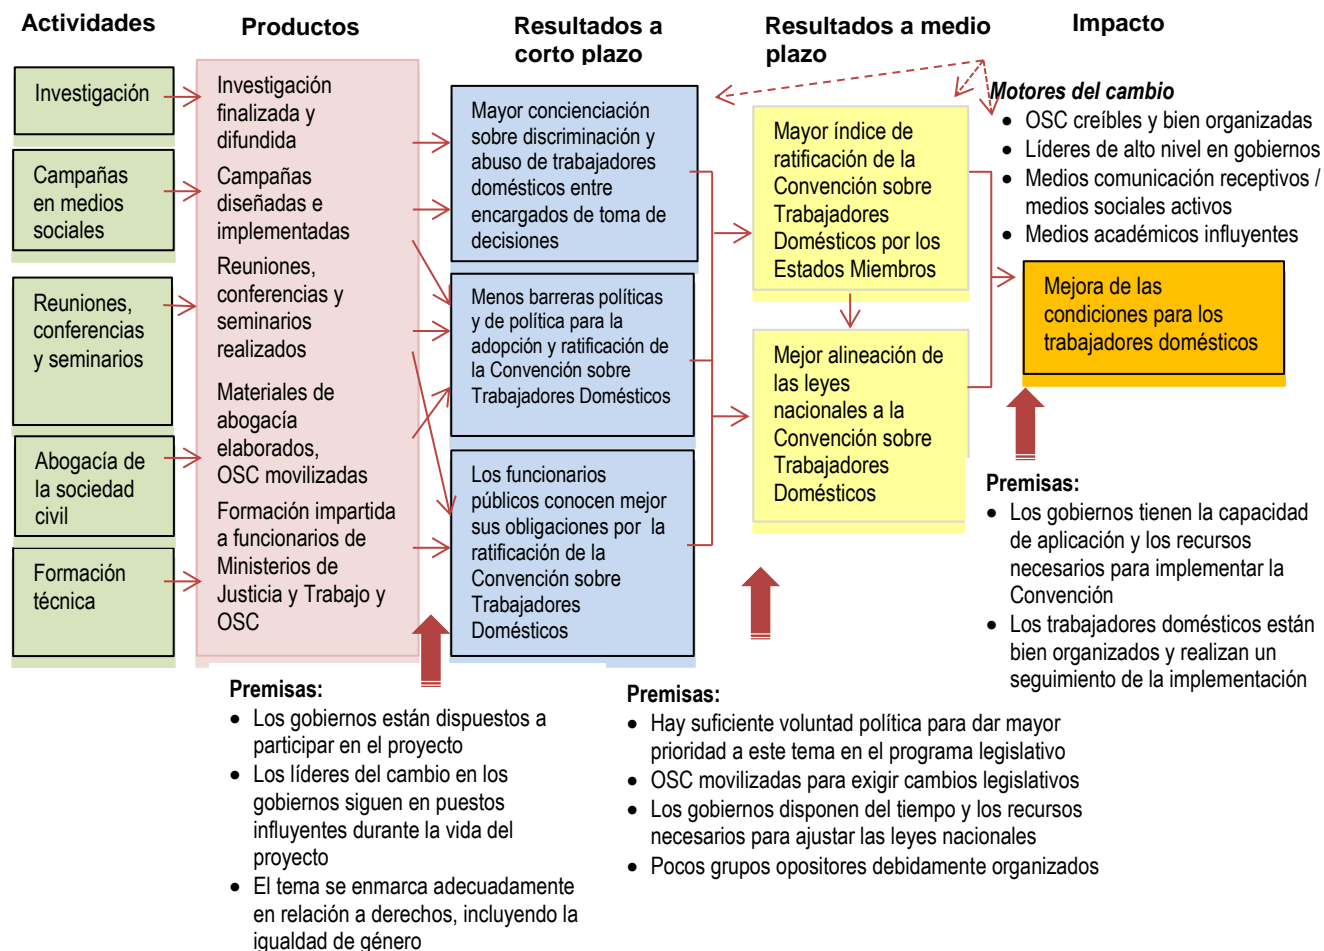 Actividades
Productos
Resultados a
corto plazo
Resultados a medio
plazo
Impacto
Investigación
Campañas
en medios
sociales
Reuniones,
conferencias
y seminarios
Abogacía de
la sociedad
civil
Formación
técnica
Investigación
finalizada y
difundida
Campañas
diseñadas e
implementadas
Reuniones,
conferencias y
seminarios
realizados
Materiales de
abogacía
elaborados,
OSC movilizadas
Formación impartida
a funcionarios de
Ministerios de
Justicia y Trabajo y
OSC
Mayor concienciación
sobre discriminación y
abuso de trabajadores
domésticos entre
encargados de toma de
decisiones
Menos barreras políticas
y de política para la
adopción y ratificación de
la Convención sobre
Trabajadores Domésticos
Los funcionarios
públicos conocen mejor
sus obligaciones por la
ratificación de la
Convención sobre
Trabajadores
Domésticos
Mayor índice de
ratificación de la
Convención sobre
Trabajadores
Domésticos por los
Estados Miembros
Mejor alineación de
las leyes
nacionales a la
Convención sobre
Trabajadores
Domésticos
Motores del cambio
• OSC creíbles y bien organizadas
• Líderes de alto nivel en gobiernos
• Medios comunicación receptivos /
medios sociales activos
• Medios académicos influyentes
Mejora de las
condiciones para los
trabajadores domésticos
Premisas:
• Los gobiernos están dispuestos a
participar en el proyecto
• Los líderes del cambio en los
gobiernos siguen en puestos
influyentes durante la vida del
proyecto
• El tema se enmarca adecuadamente
en relación a derechos, incluyendo la
igualdad de género
Premisas:
• Hay suficiente voluntad política para dar mayor
prioridad a este tema en el programa legislativo
• OSC movilizadas para exigir cambios legislativos
• Los gobiernos disponen del tiempo y los recursos
necesarios para ajustar las leyes nacionales
• Pocos grupos opositores debidamente organizados
Premisas:
• Los gobiernos tienen la capacidad
de aplicación y los recursos
necesarios para implementar la
Convención
• Los trabajadores domésticos están
bien organizados y realizan un
seguimiento de la implementación